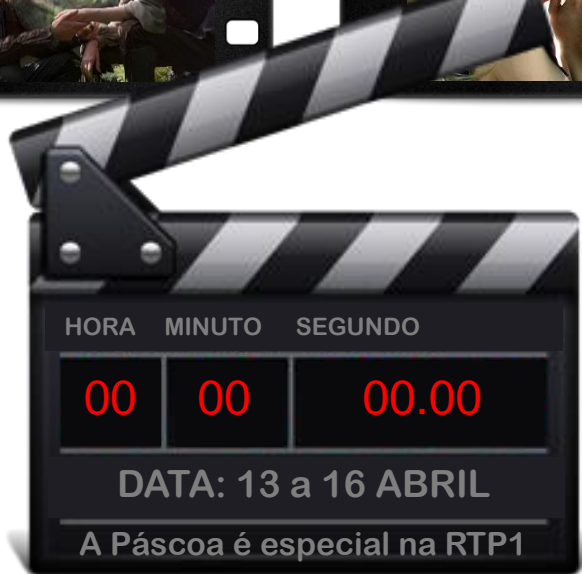 HORA MINUTO SEGUNDO
00 00 00.00
DATA: 13 a 16 ABRIL
A Páscoa é especial na RTP1